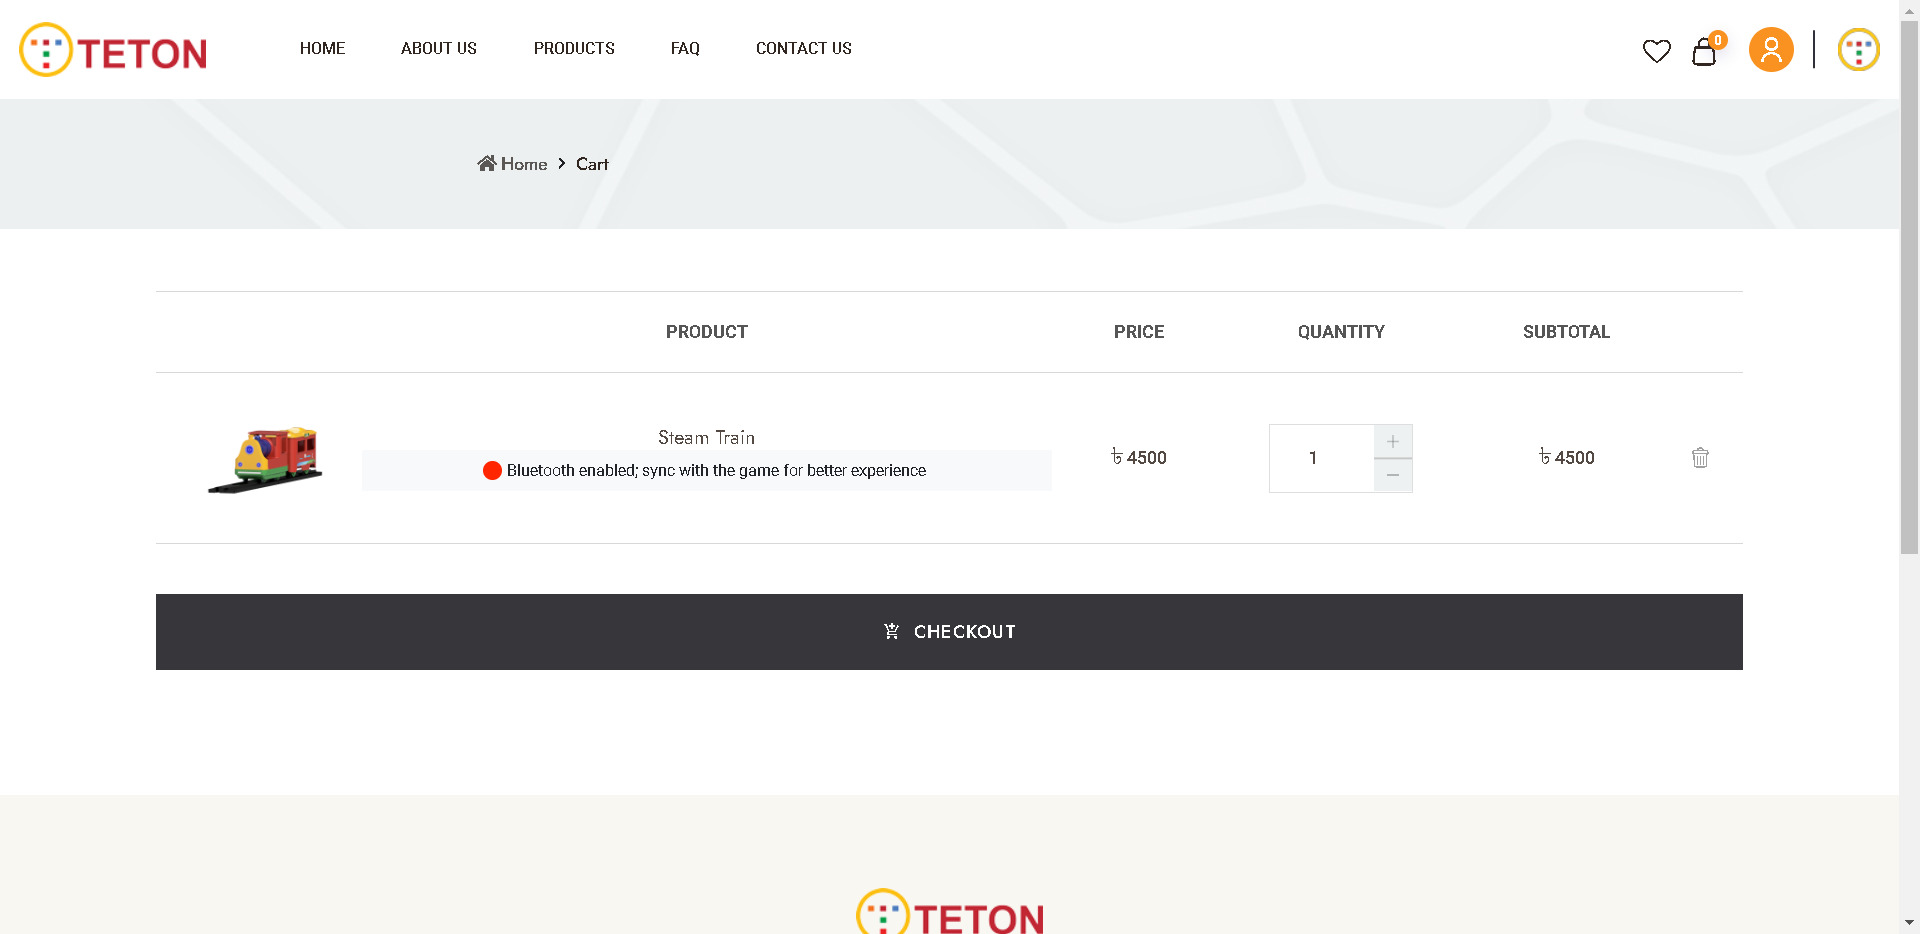 TETON
HOME ABOUT US PRODUCTS FAQ CONTACT US
0
Home > Cart
PRODUCT PRICE QUANTITY SUBTOTAL
Steam Train
Bluetooth enabled; sync with the game for better experience
৳ 4500
1
+
−
৳ 4500
CHECKOUT
TETON